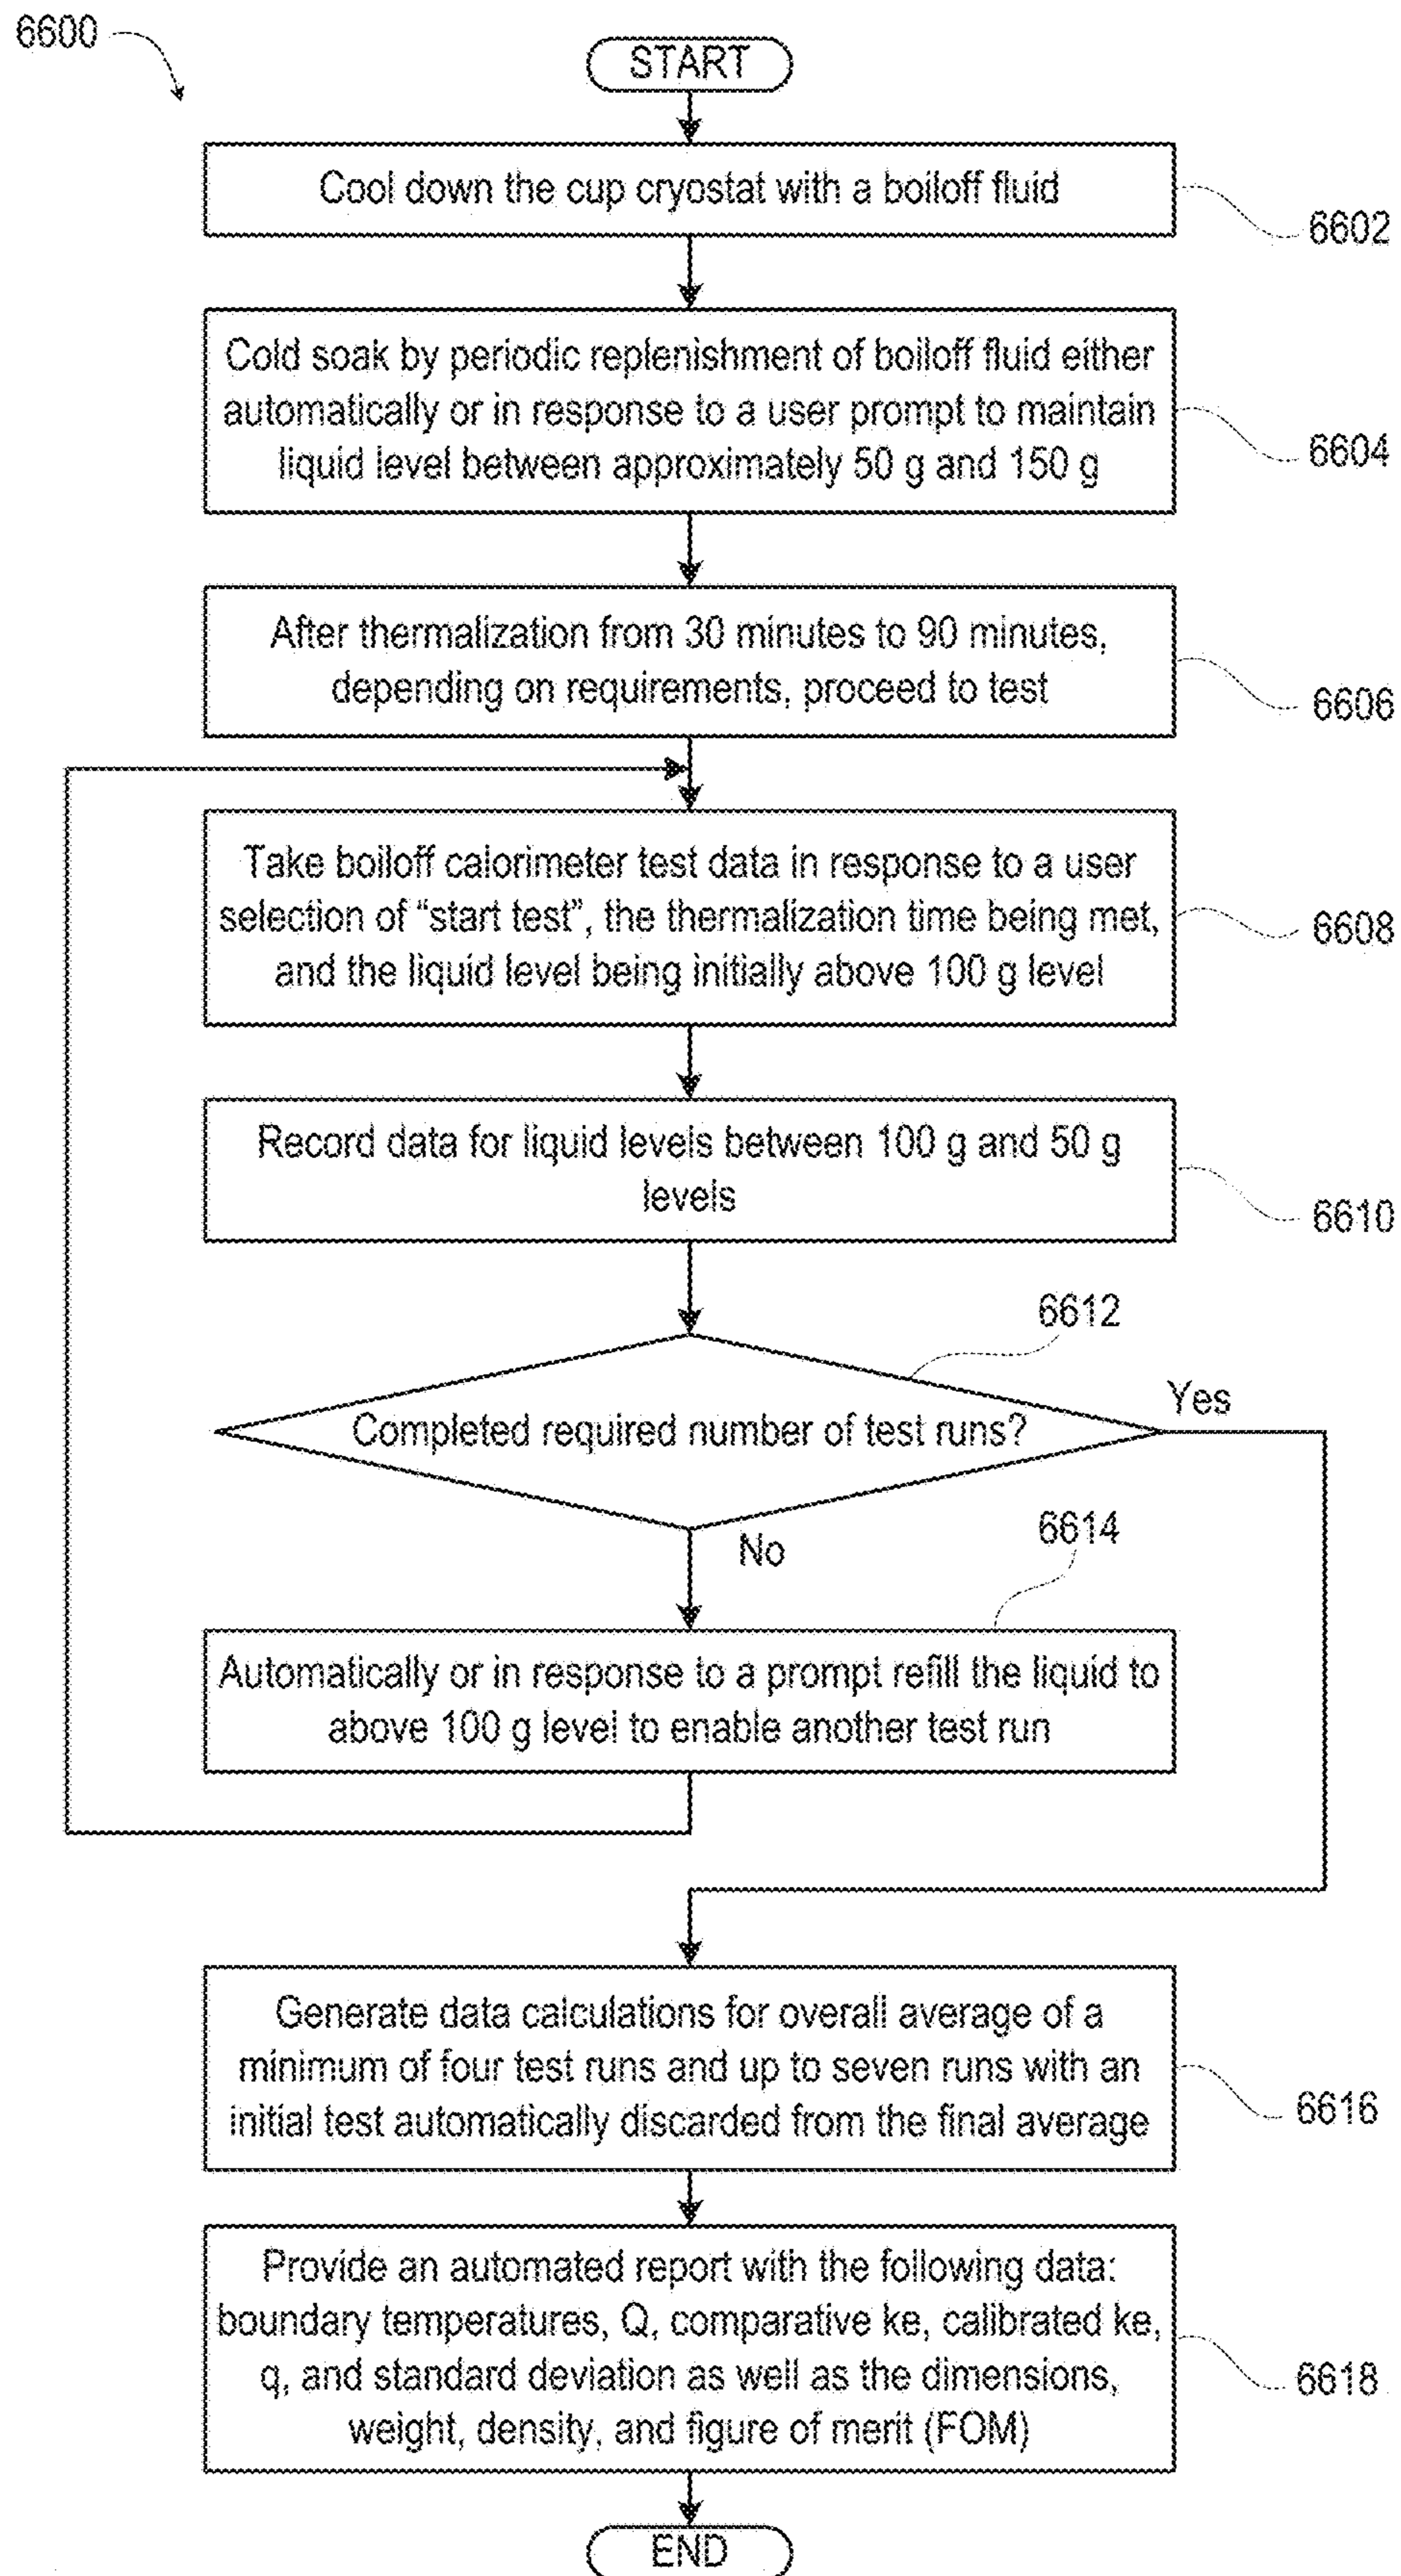 6600
START
Cool down the cup cryostat with a boiloff fluid
6602
Cold soak by periodic replenishment of boiloff fluid either
automatically or in response to a user prompt to maintain
liquid level between approximately 50 g and 150 g
6604
After thermalization from 30 minutes to 90 minutes,
depending on requirements, proceed to test
6606
Take boiloff calorimeter test data in response to a user
selection of “start test”, the thermalization time being met,
and the liquid level being initially above 100 g level
6608
Record data for liquid levels between 100 g and 50 g
levels
6610
6612
Completed required number of test runs?
Yes
No
6614
Automatically or in response to a prompt refill the liquid to
above 100 g level to enable another test run
Generate data calculations for overall average of a
minimum of four test runs and up to seven runs with an
initial test automatically discarded from the final average
6616
Provide an automated report with the following data:
boundary temperatures, Q, comparative ke, calibrated ke,
q, and standard deviation as well as the dimensions,
weight, density, and figure of merit (FOM)
6618
END